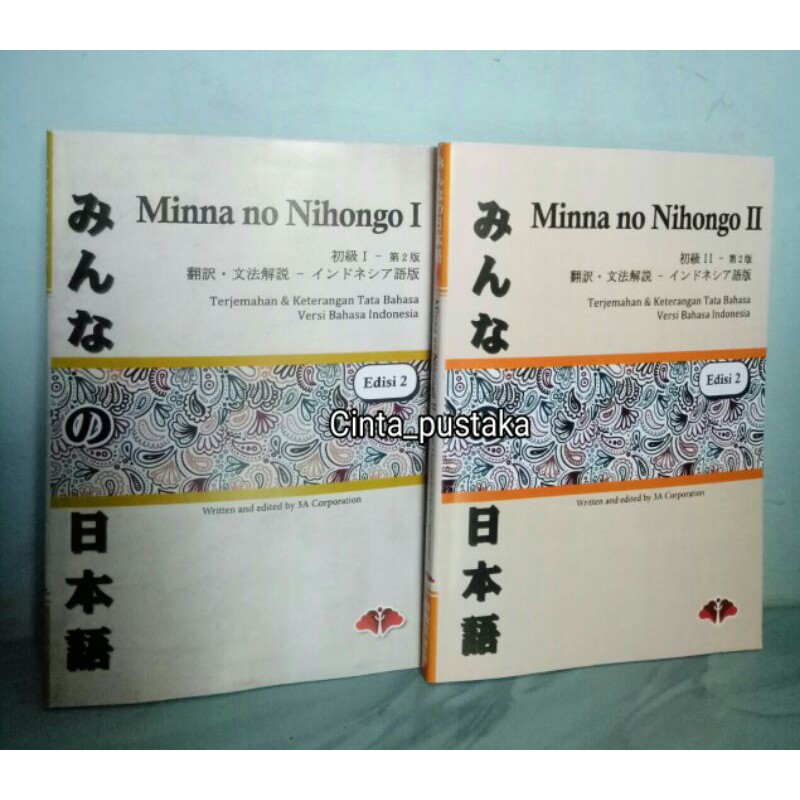 みんなの日本語
Minna no Nihongo I
初級 I - 第2版
翻訳・文法解説 - インドネシア語版
Terjemahan & Keterangan Tata Bahasa
Versi Bahasa Indonesia
Edisi 2
Written and edited by 3A Corporation
みんなの日本語
Minna no Nihongo II
初級 II - 第2版
翻訳・文法解説 - インドネシア語版
Terjemahan & Keterangan Tata Bahasa
Versi Bahasa Indonesia
Edisi 2
Written and edited by 3A Corporation
Cinta_pustaka